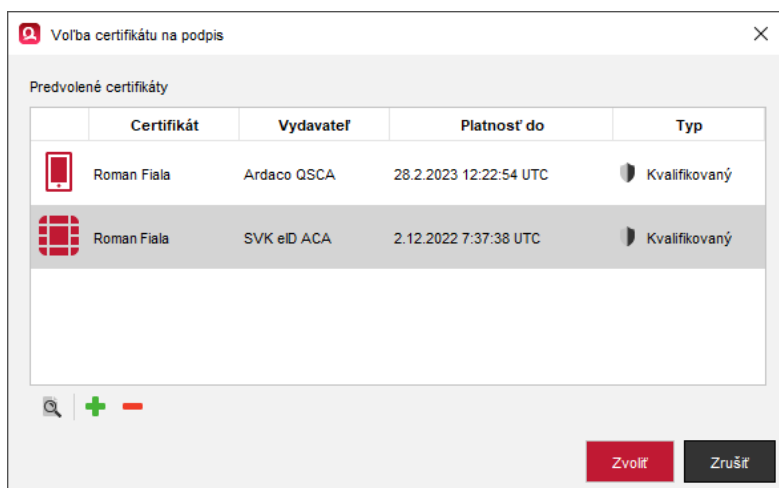 Voľba certifikátu na podpis
Predvolené certifikáty
Certifikát Vydavateľ Platnosť do Typ
Roman Fiala Ardaco QSCA 28.2.2023 12:22:54 UTC Kvalifikovaný
Roman Fiala SVK eID ACA 2.12.2022 7:37:38 UTC Kvalifikovaný
Zvoliť Zrušiť